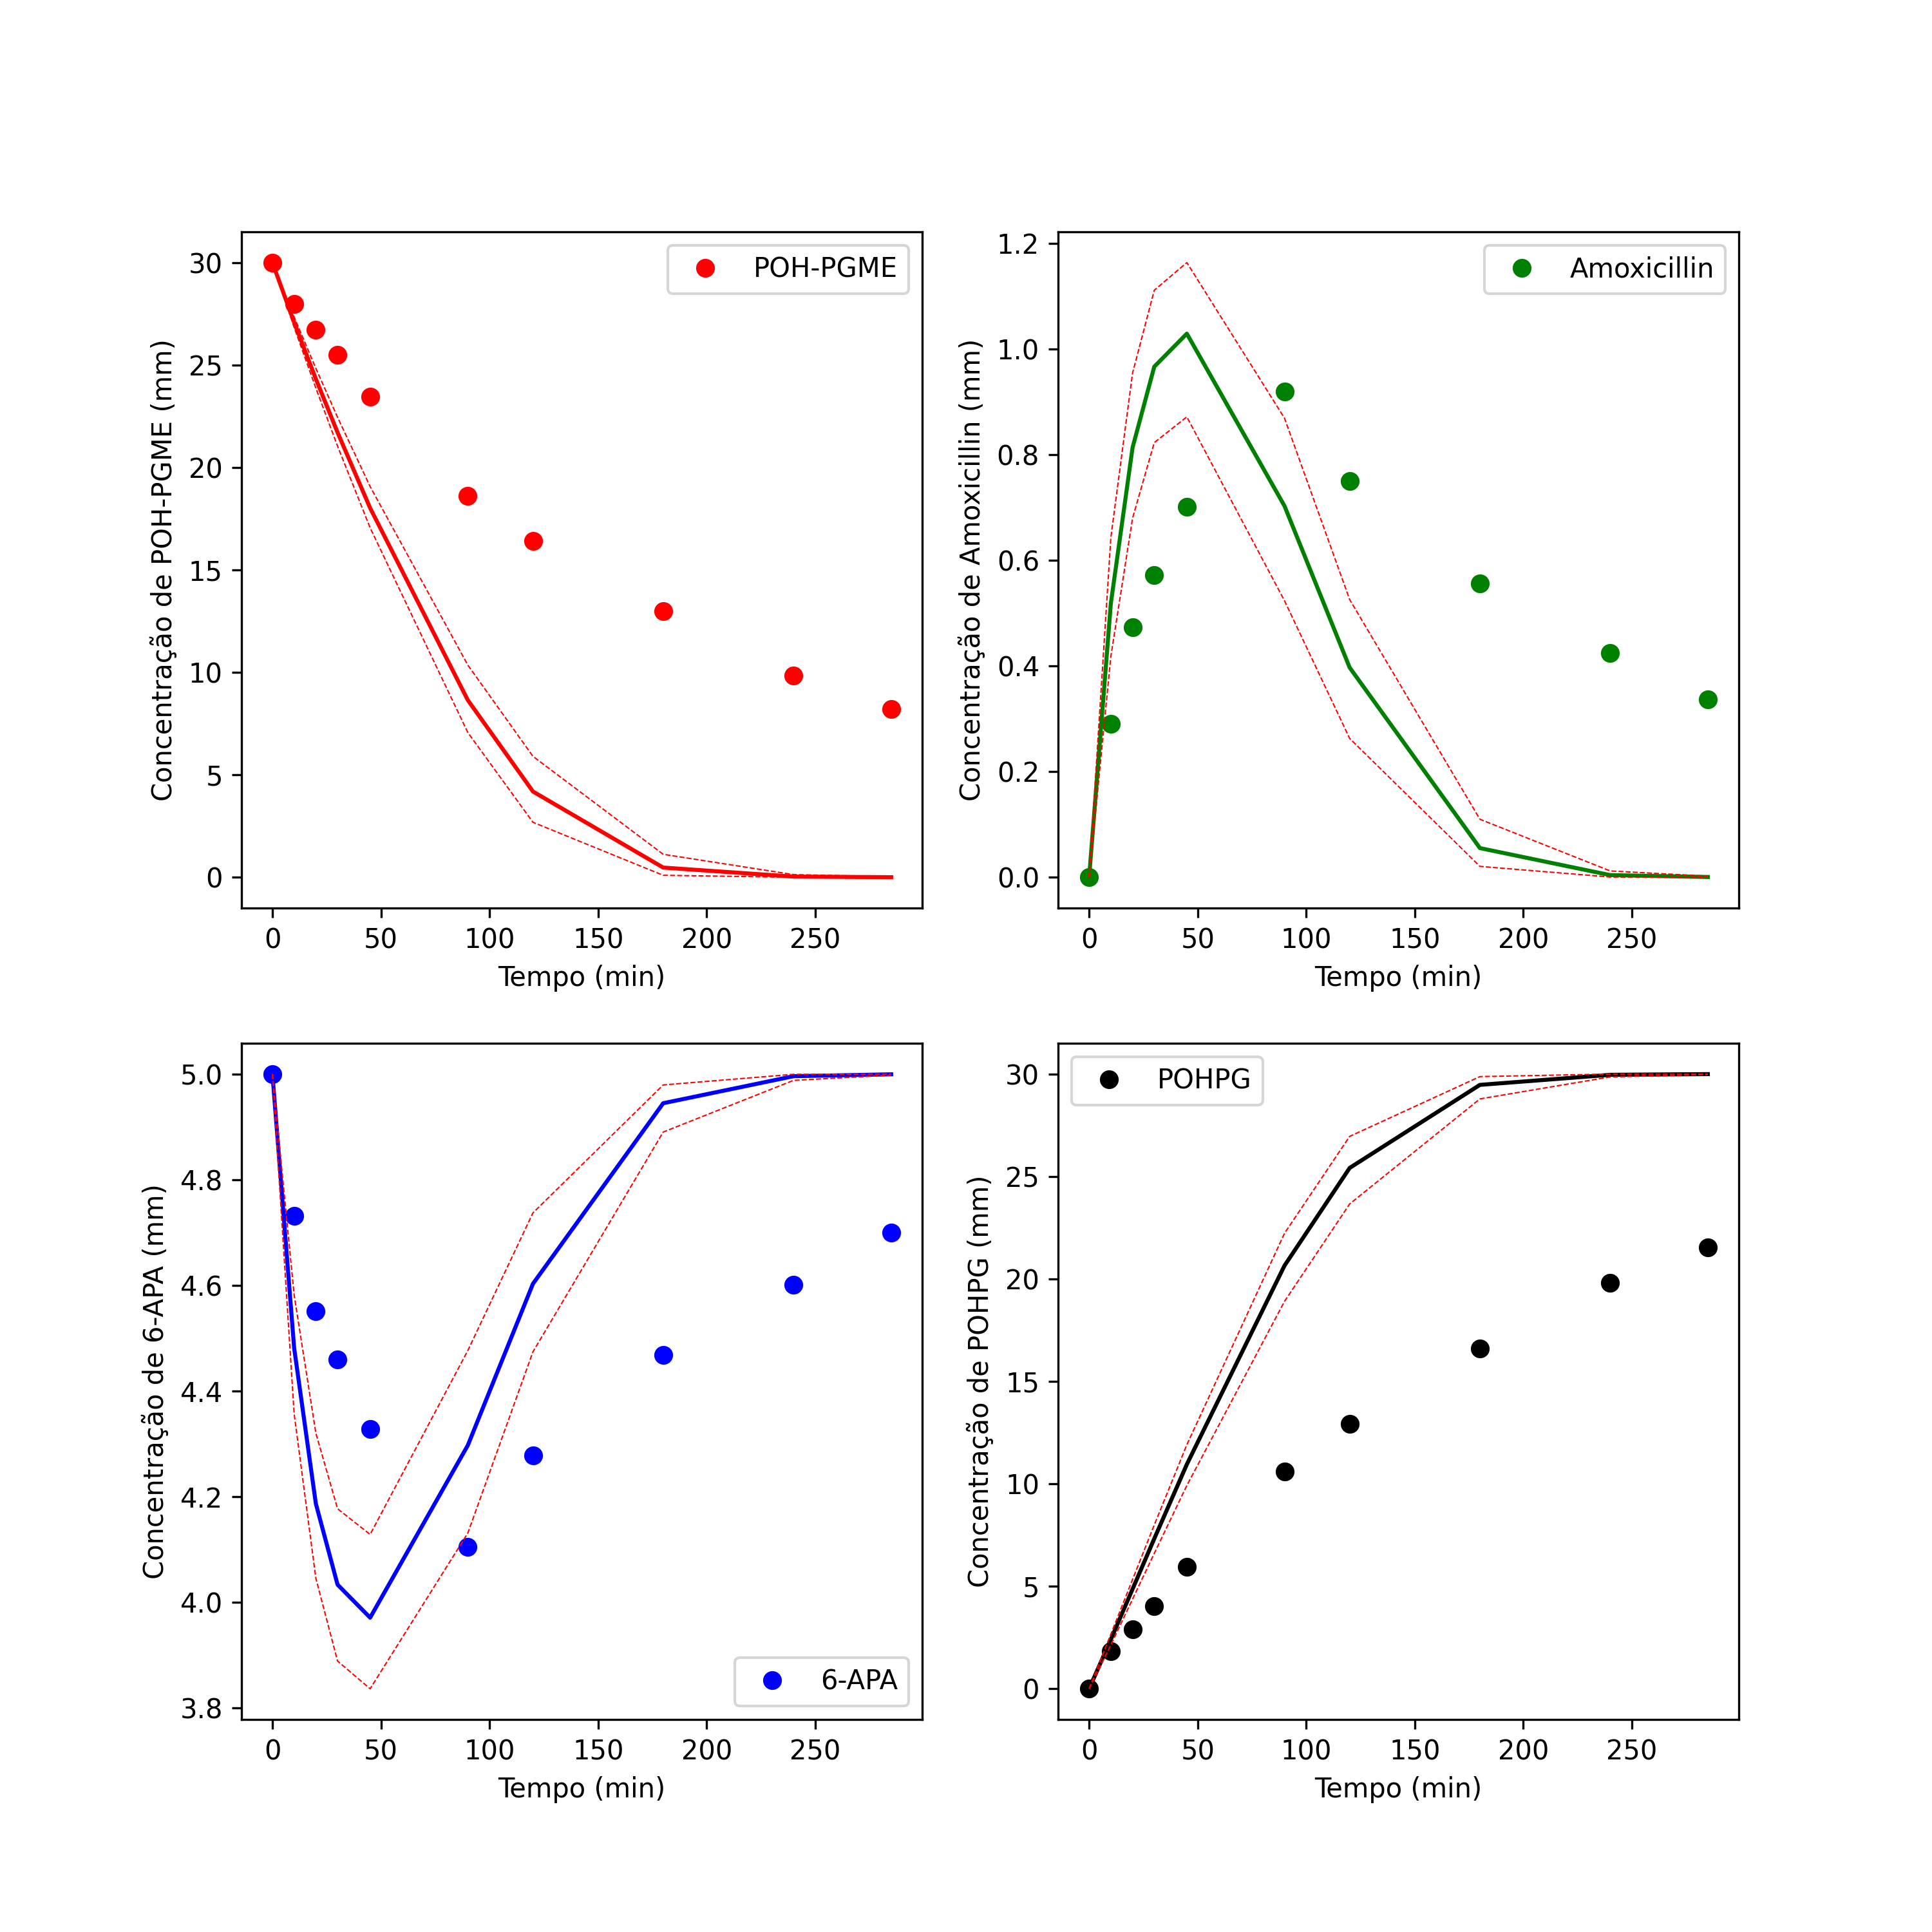 POH-PGME
Concentração de POH-PGME (mm)
30
25
20
15
10
5
0
0 50 100 150 200 250
Tempo (min)
Amoxicillin
Concentração de Amoxicillin (mm)
1.2
1.0
0.8
0.6
0.4
0.2
0.0
0 50 100 150 200 250
Tempo (min)
Concentração de 6-APA (mm)
5.0
4.8
4.6
4.4
4.2
4.0
3.8
6-APA
0 50 100 150 200 250
Tempo (min)
POHPG
Concentração de POHPG (mm)
30
25
20
15
10
5
0
0 50 100 150 200 250
Tempo (min)